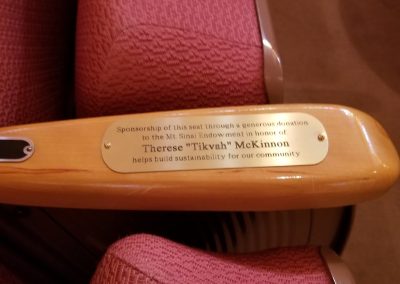 Sponsorship of this seat through a generous donation
to the Mt. Sinai Endowment in honor of
Therese "Tikvah" McKinnon
helps build sustainability for our community